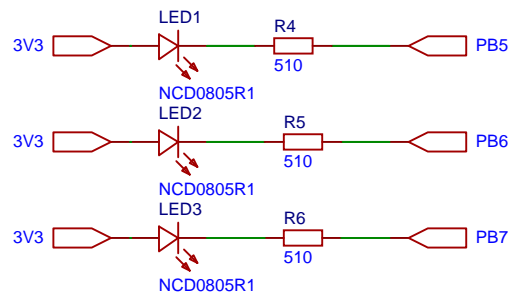 LED1
R4
3V3
PB5
510
NCD0805R1
LED2
R5
3V3
PB6
510
NCD0805R1
LED3
R6
3V3
PB7
510
NCD0805R1